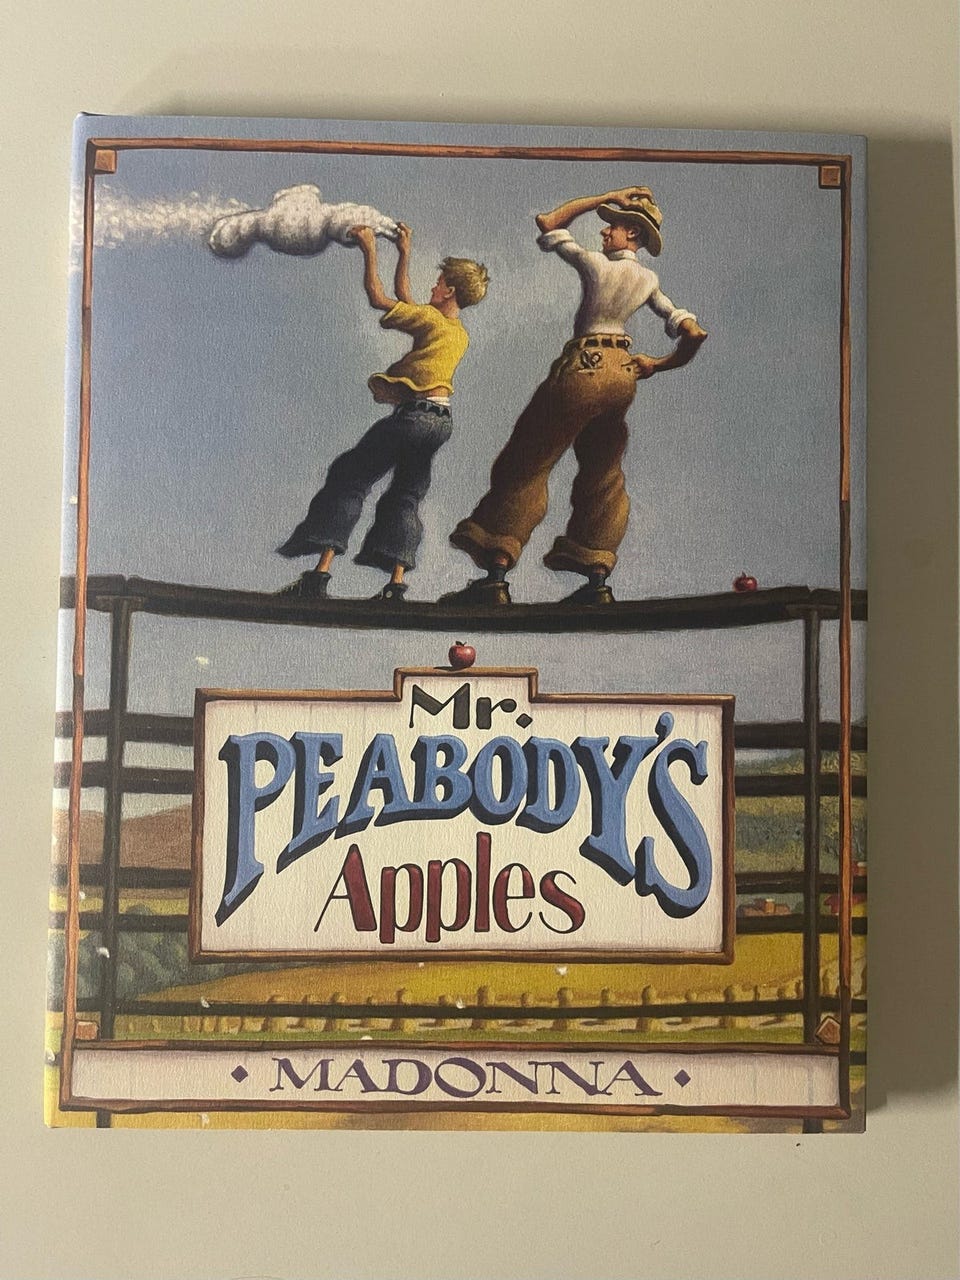 Mr.
PEABODY'S
Apples
• MADONNA •